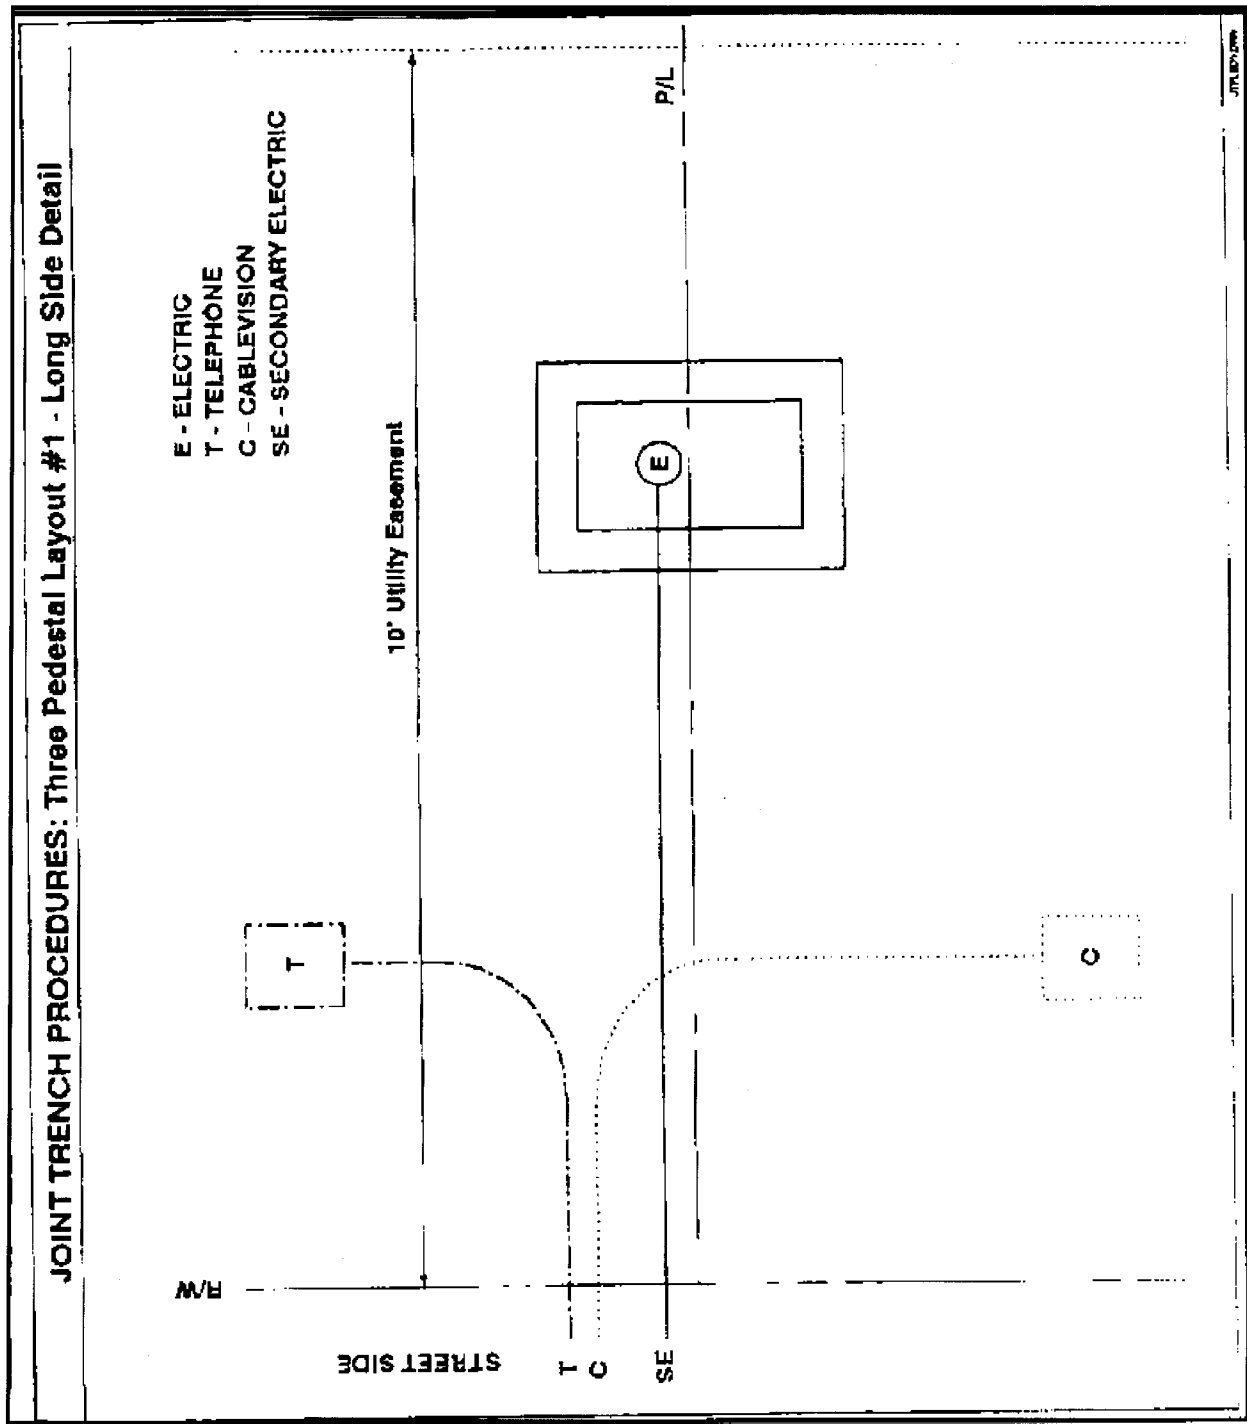 JOINT TRENCH PROCEDURES: Three Pedestal Layout #1 - Long Side Detail
E - ELECTRIC
T - TELEPHONE
C - CABLEVISION
SE - SECONDARY ELECTRIC
10' Utility Easement
R/W
P/L
T
E
C
STREET SIDE
T
C
SE